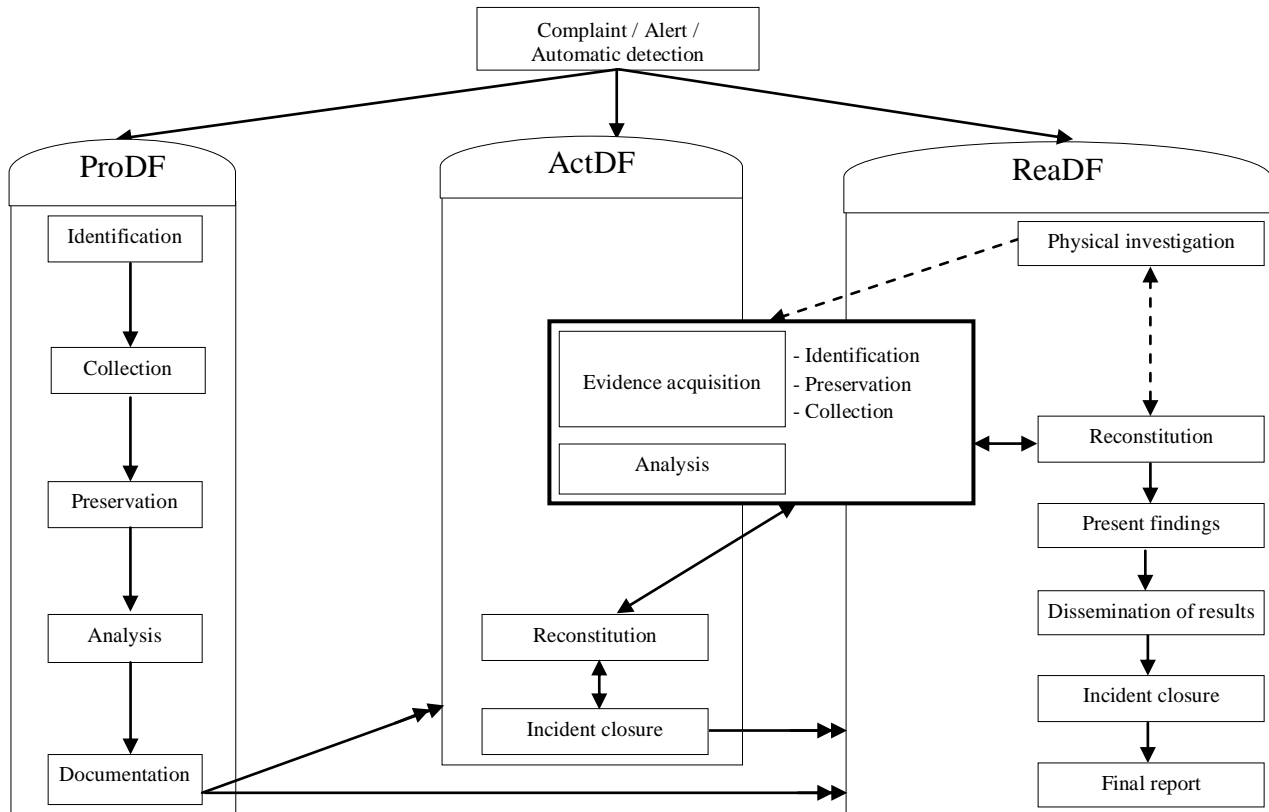 Complaint / Alert /
Automatic detection
ProDF
Identification
Collection
Preservation
Analysis
Documentation
ActDF
Evidence acquisition
- Identification
- Preservation
- Collection
Analysis
Reconstitution
Incident closure
ReaDF
Physical investigation
Reconstitution
Present findings
Dissemination of results
Incident closure
Final report